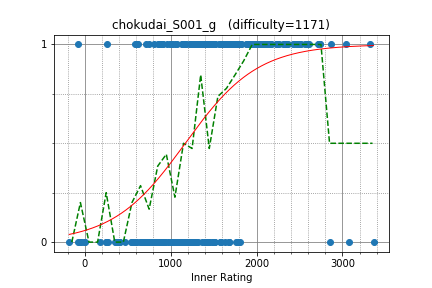 chokudai_S001_g   (difficulty=1171)
1
0
0 1000 2000 3000
Inner Rating